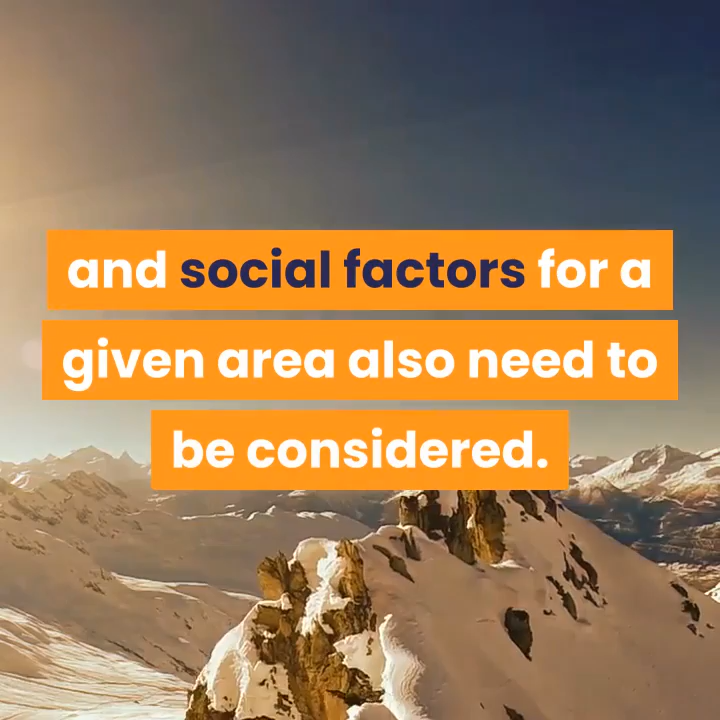 and social factors for a
given area also need to
be considered.